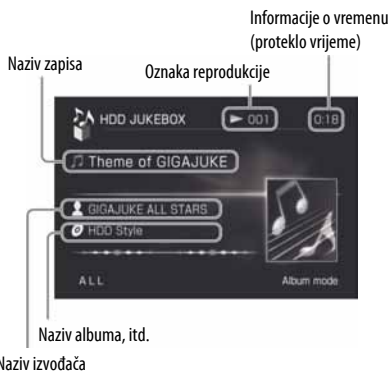 Informacije o vremenu
(proteklo vrijeme)
Naziv zapisa
Oznaka reprodukcije
HDD JUKEBOX
► 001
0:18
Theme of GIGAJUKE
GIGAJUKE ALL STARS
HDD Style
ALL
Album mode
Naziv albuma, itd.
Naziv izvođača